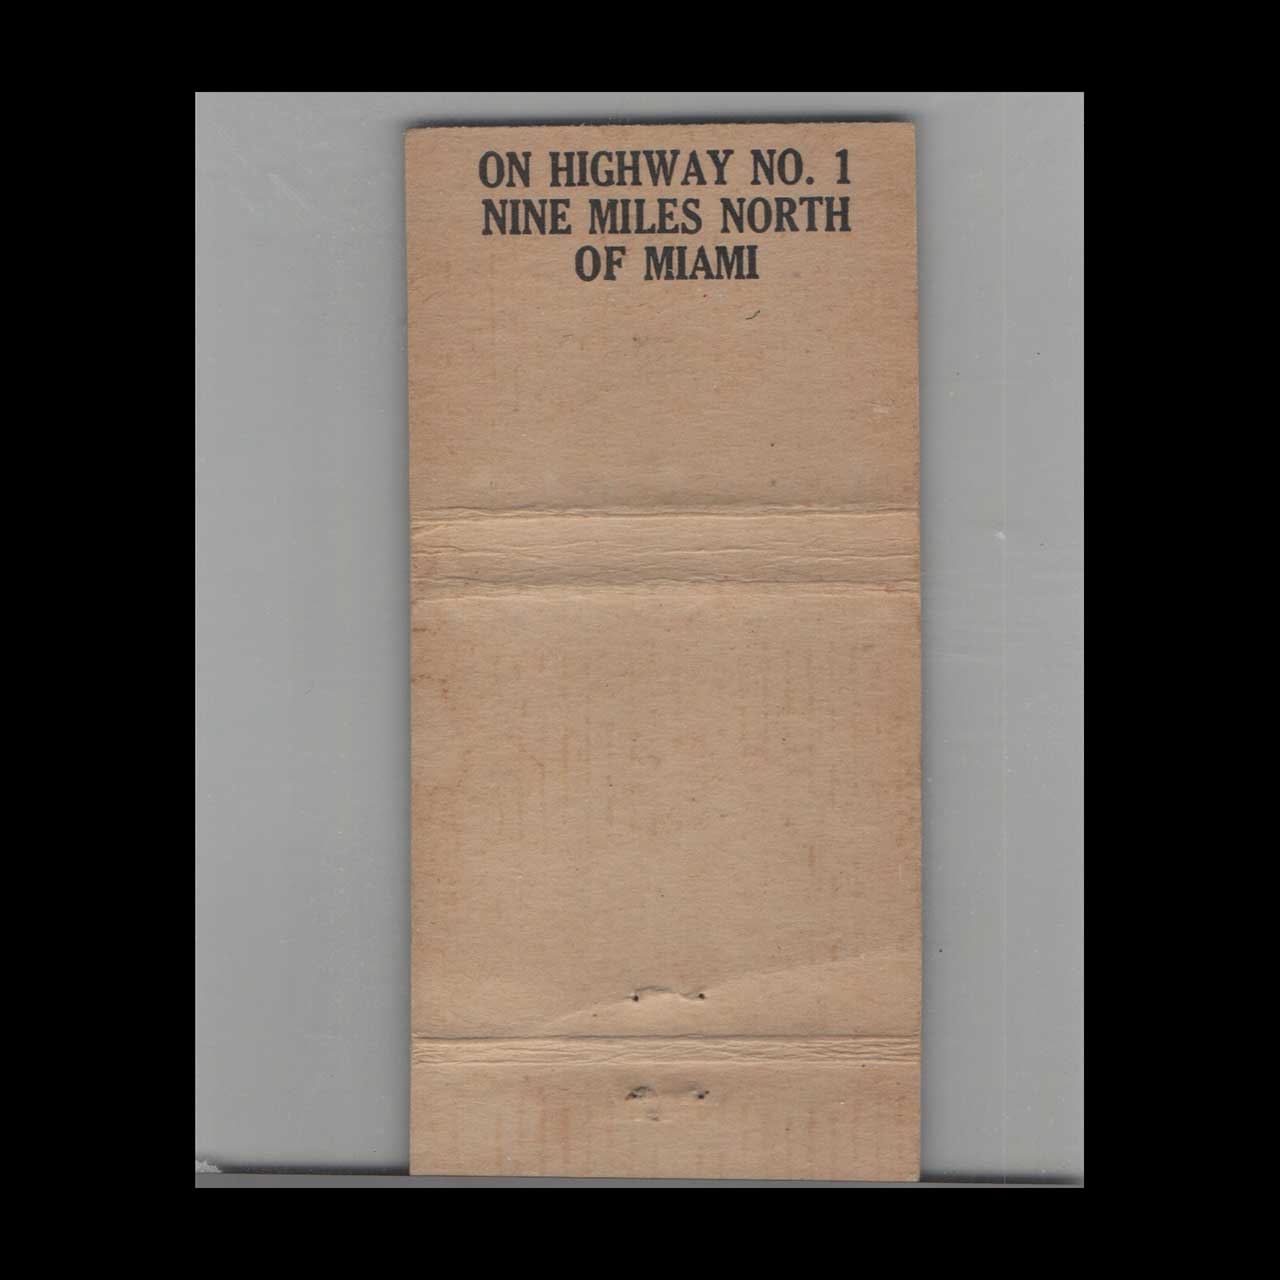 ON HIGHWAY NO. 1
NINE MILES NORTH
OF MIAMI